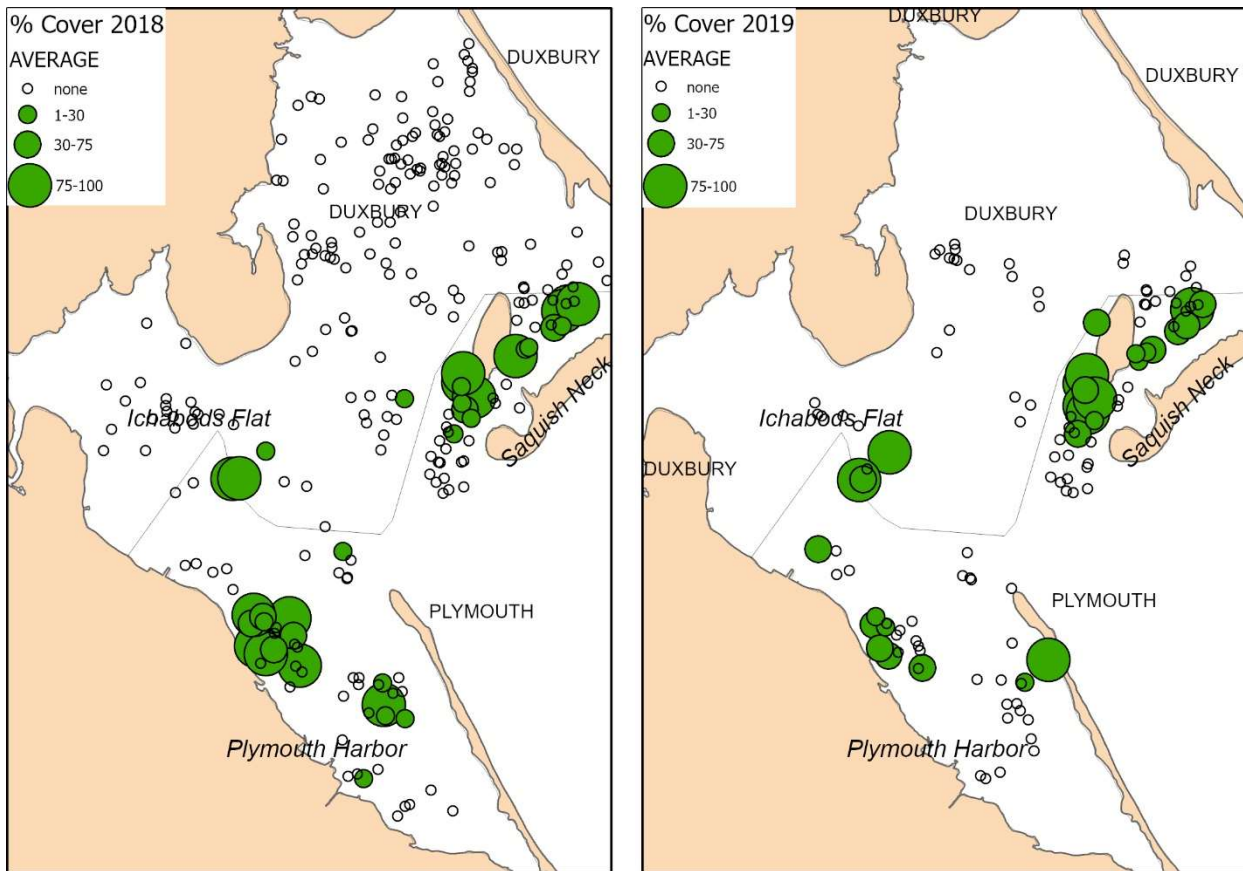 % Cover 2018
AVERAGE
none
1-30
30-75
75-100
DUXBURY
DUXBURY
Ichabods Flat
Saquish Neck
PLYMOUTH
Plymouth Harbor
% Cover 2019
AVERAGE
none
1-30
30-75
75-100
DUXBURY
DUXBURY
DUXBURY
Ichabods Flat
DUXBURY
Saquish Neck
PLYMOUTH
Plymouth Harbor